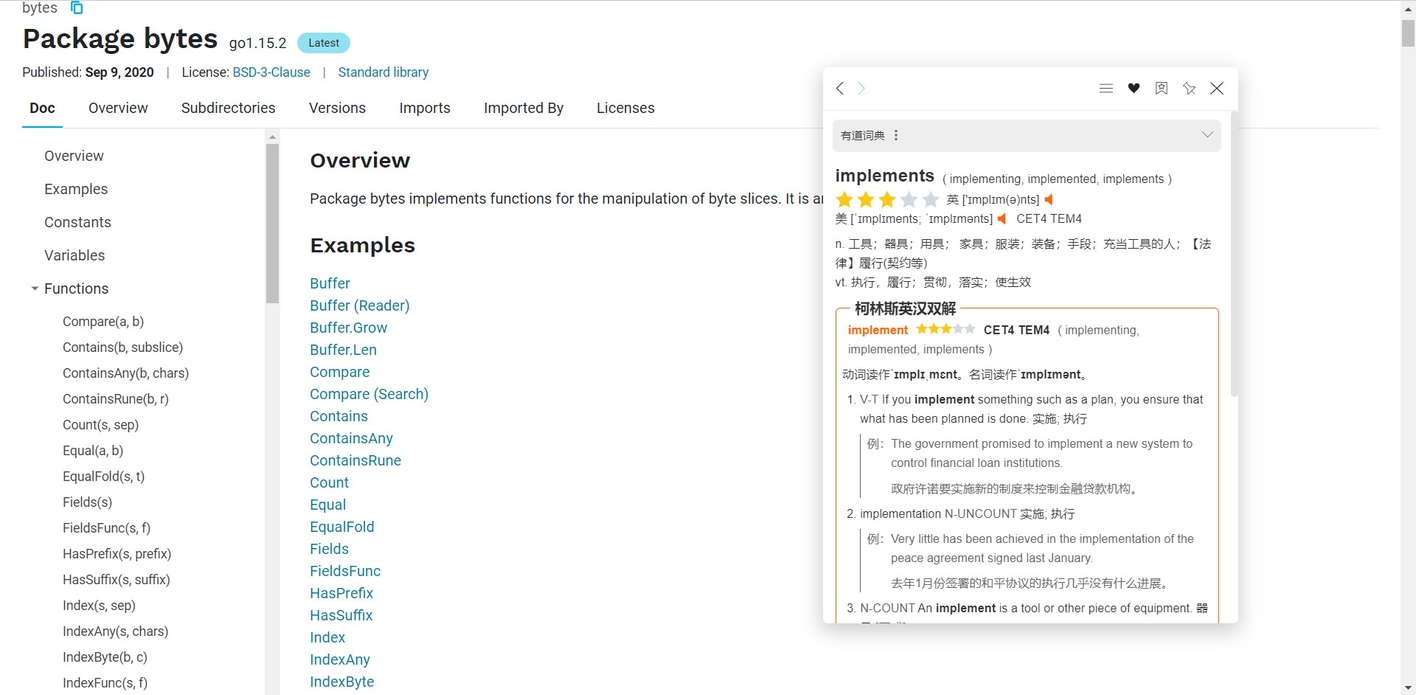 bytes
Package bytes go1.15.2 Latest
Published: Sep 9, 2020 | License: BSD-3-Clause | Standard library
Doc Overview Subdirectories Versions Imports Imported By Licenses
Overview
Examples
Constants
Variables
Functions
Compare(a, b)
Contains(b, subslice)
ContainsAny(b, chars)
ContainsRune(b, r)
Count(s, sep)
Equal(a, b)
EqualFold(s, t)
Fields(s)
FieldsFunc(s, f)
HasPrefix(s, prefix)
HasSuffix(s, suffix)
Index(s, sep)
IndexAny(s, chars)
IndexByte(b, c)
IndexFunc(s, f)
Overview
Package bytes implements functions for the manipulation of byte slices. It is
Examples
Buffer
Buffer (Reader)
Buffer.Grow
Buffer.Len
Compare
Compare (Search)
Contains
ContainsAny
ContainsRune
Count
Equal
EqualFold
Fields
FieldsFunc
HasPrefix
HasSuffix
Index
IndexAny
IndexByte
有道词典
implements ( implementing, implemented, implements )
英 ['ɪmplɪm(ə)nts]
美 [ˈɪmplɪments; ˈɪmplɪmənts] CET4 TEM4
n. 工具；器具；用具； 家具；服装；装备；手段；充当工具的人；【法
律】履行(契约等)
vt. 执行，履行；贯彻，落实；使生效
柯林斯英汉双解
implement CET4 TEM4 ( implementing,
implemented, implements )
动词读作ˈɪmplɪˌmɛnt。名词读作ˈɪmplɪmənt。
1. V-T If you implement something such as a plan, you ensure that
what has been planned is done. 实施; 执行
例： The government promised to implement a new system to
control financial loan institutions.
政府许诺要实施新的制度来控制金融贷款机构。
2. implementation N-UNCOUNT 实施; 执行
例： Very little has been achieved in the implementation of the
peace agreement signed last January.
去年1月份签署的和平协议的执行几乎没有什么进展。
3. N-COUNT An implement is a tool or other piece of equipment. 器